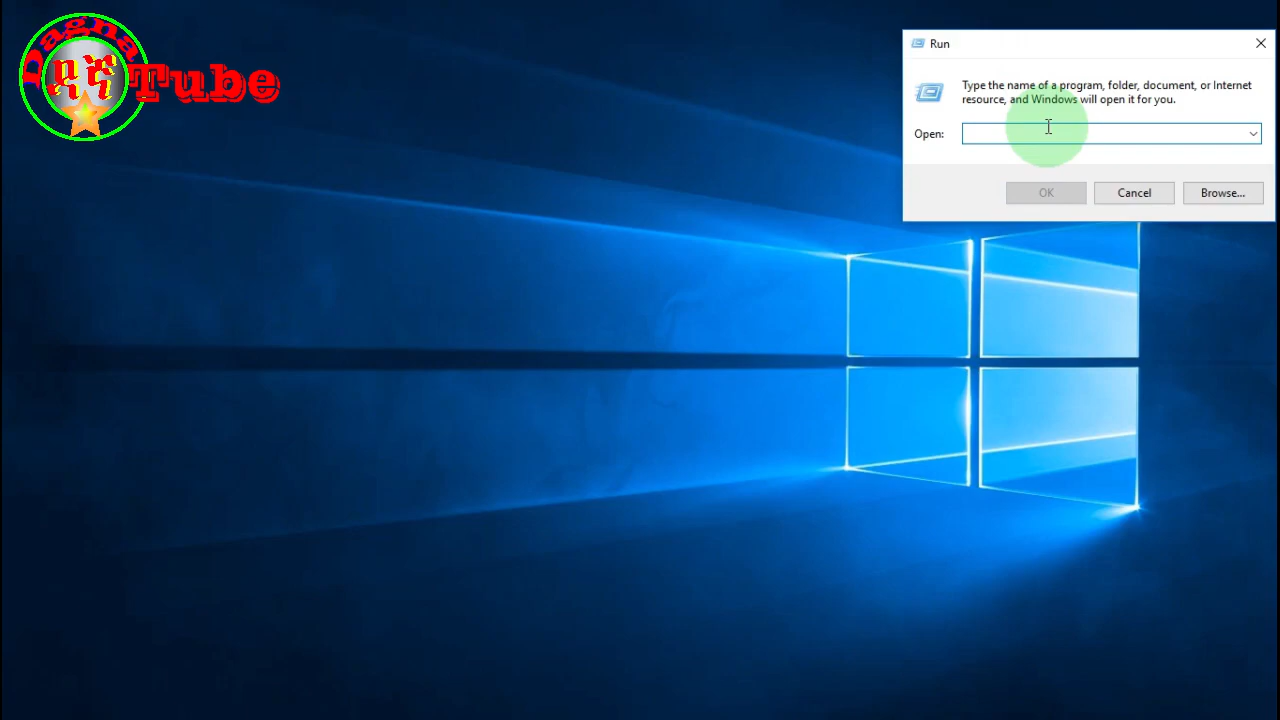 Dagna
Tube
Run
Type the name of a program, folder, document, or Internet
resource, and Windows will open it for you.
Open:
OK
Cancel
Browse...